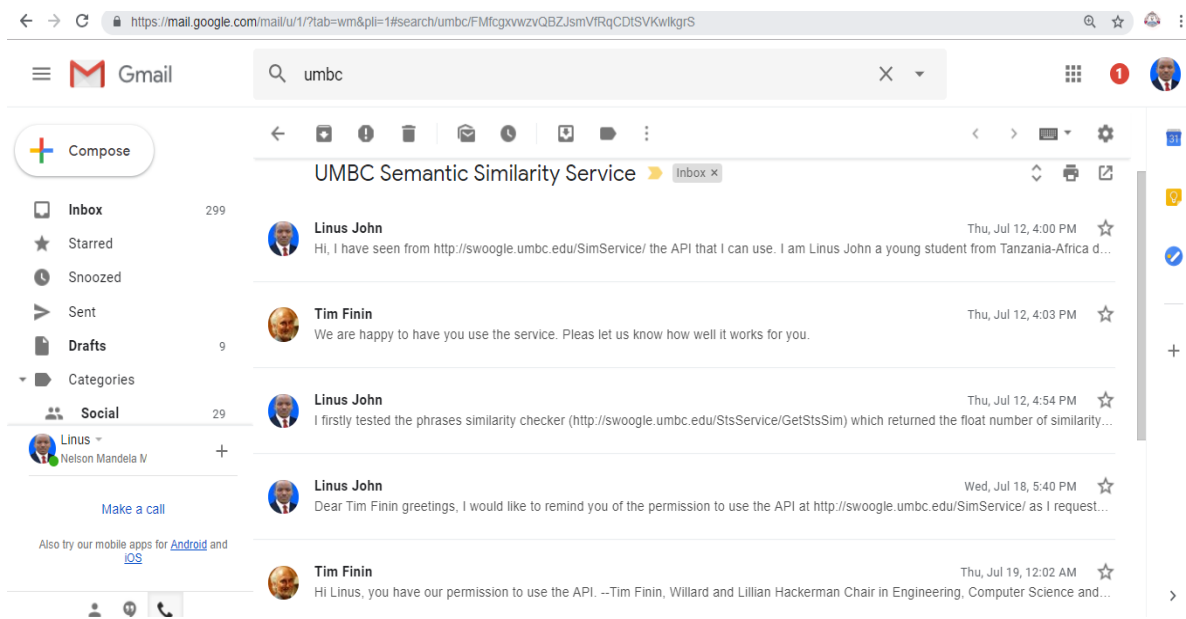 https://mail.google.com/mail/u/1/?tab=wm&pli=1#search/umbc/FMfcgxvwzvQBZJsmVfRqCDtSVKwlkgrS
Gmail
umbc
1
Compose
31
UMBC Semantic Similarity Service Inbox ×
Inbox 299
Starred
Snoozed
Sent
Drafts 9
Categories
Social 29
Linus
Nelson Mandela M
Make a call
Also try our mobile apps for Android and
iOS
Linus John Thu, Jul 12, 4:00 PM
Hi, I have seen from http://swoogle.umbc.edu/SimService/ the API that I can use. I am Linus John a young student from Tanzania-Africa d...
Tim Finin Thu, Jul 12, 4:03 PM
We are happy to have you use the service. Pleas let us know how well it works for you.
Linus John Thu, Jul 12, 4:54 PM
I firstly tested the phrases similarity checker (http://swoogle.umbc.edu/StsService/GetStsSim) which returned the float number of similarity...
Linus John Wed, Jul 18, 5:40 PM
Dear Tim Finin greetings, I would like to remind you of the permission to use the API at http://swoogle.umbc.edu/SimService/ as I request...
Tim Finin Thu, Jul 19, 12:02 AM
Hi Linus, you have our permission to use the API. --Tim Finin, Willard and Lillian Hackerman Chair in Engineering, Computer Science and...